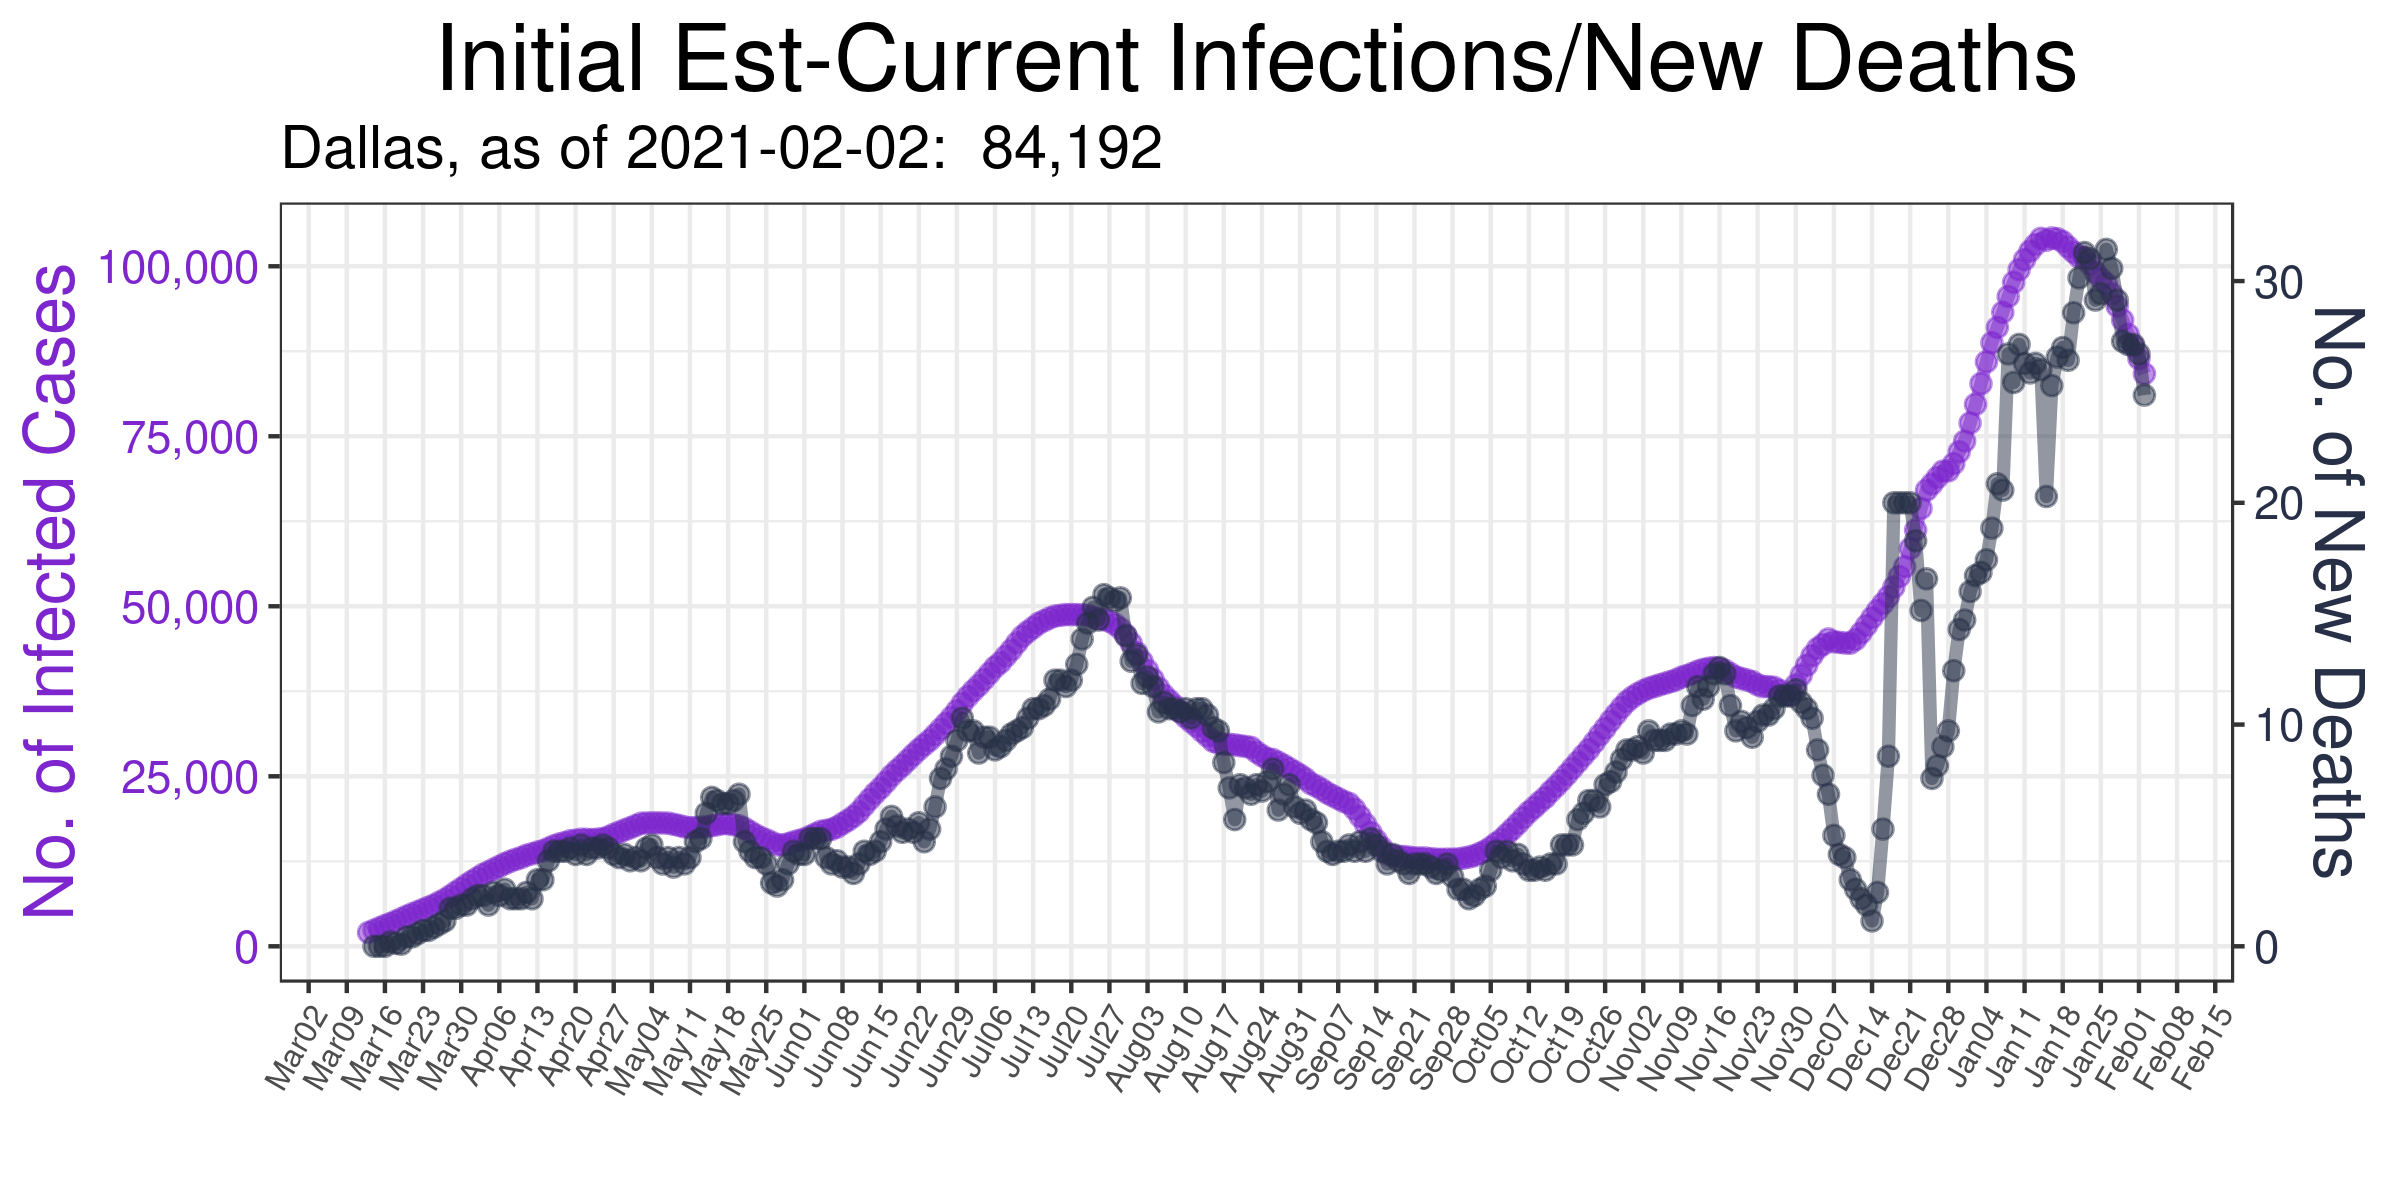 Initial Est-Current Infections/New Deaths
Dallas, as of 2021-02-02: 84,192
No. of Infected Cases
100,000
75,000
50,000
25,000
0
30
20
10
0
No. of New Deaths
Mar02
Mar09
Mar16
Mar23
Mar30
Apr06
Apr13
Apr20
Apr27
May04
May11
May18
May25
Jun01
Jun08
Jun15
Jun22
Jun29
Jul06
Jul13
Jul20
Jul27
Aug03
Aug10
Aug17
Aug24
Aug31
Sep07
Sep14
Sep21
Sep28
Oct05
Oct12
Oct19
Oct26
Nov02
Nov09
Nov16
Nov23
Nov30
Dec07
Dec14
Dec21
Dec28
Jan04
Jan11
Jan18
Jan25
Feb01
Feb08
Feb15